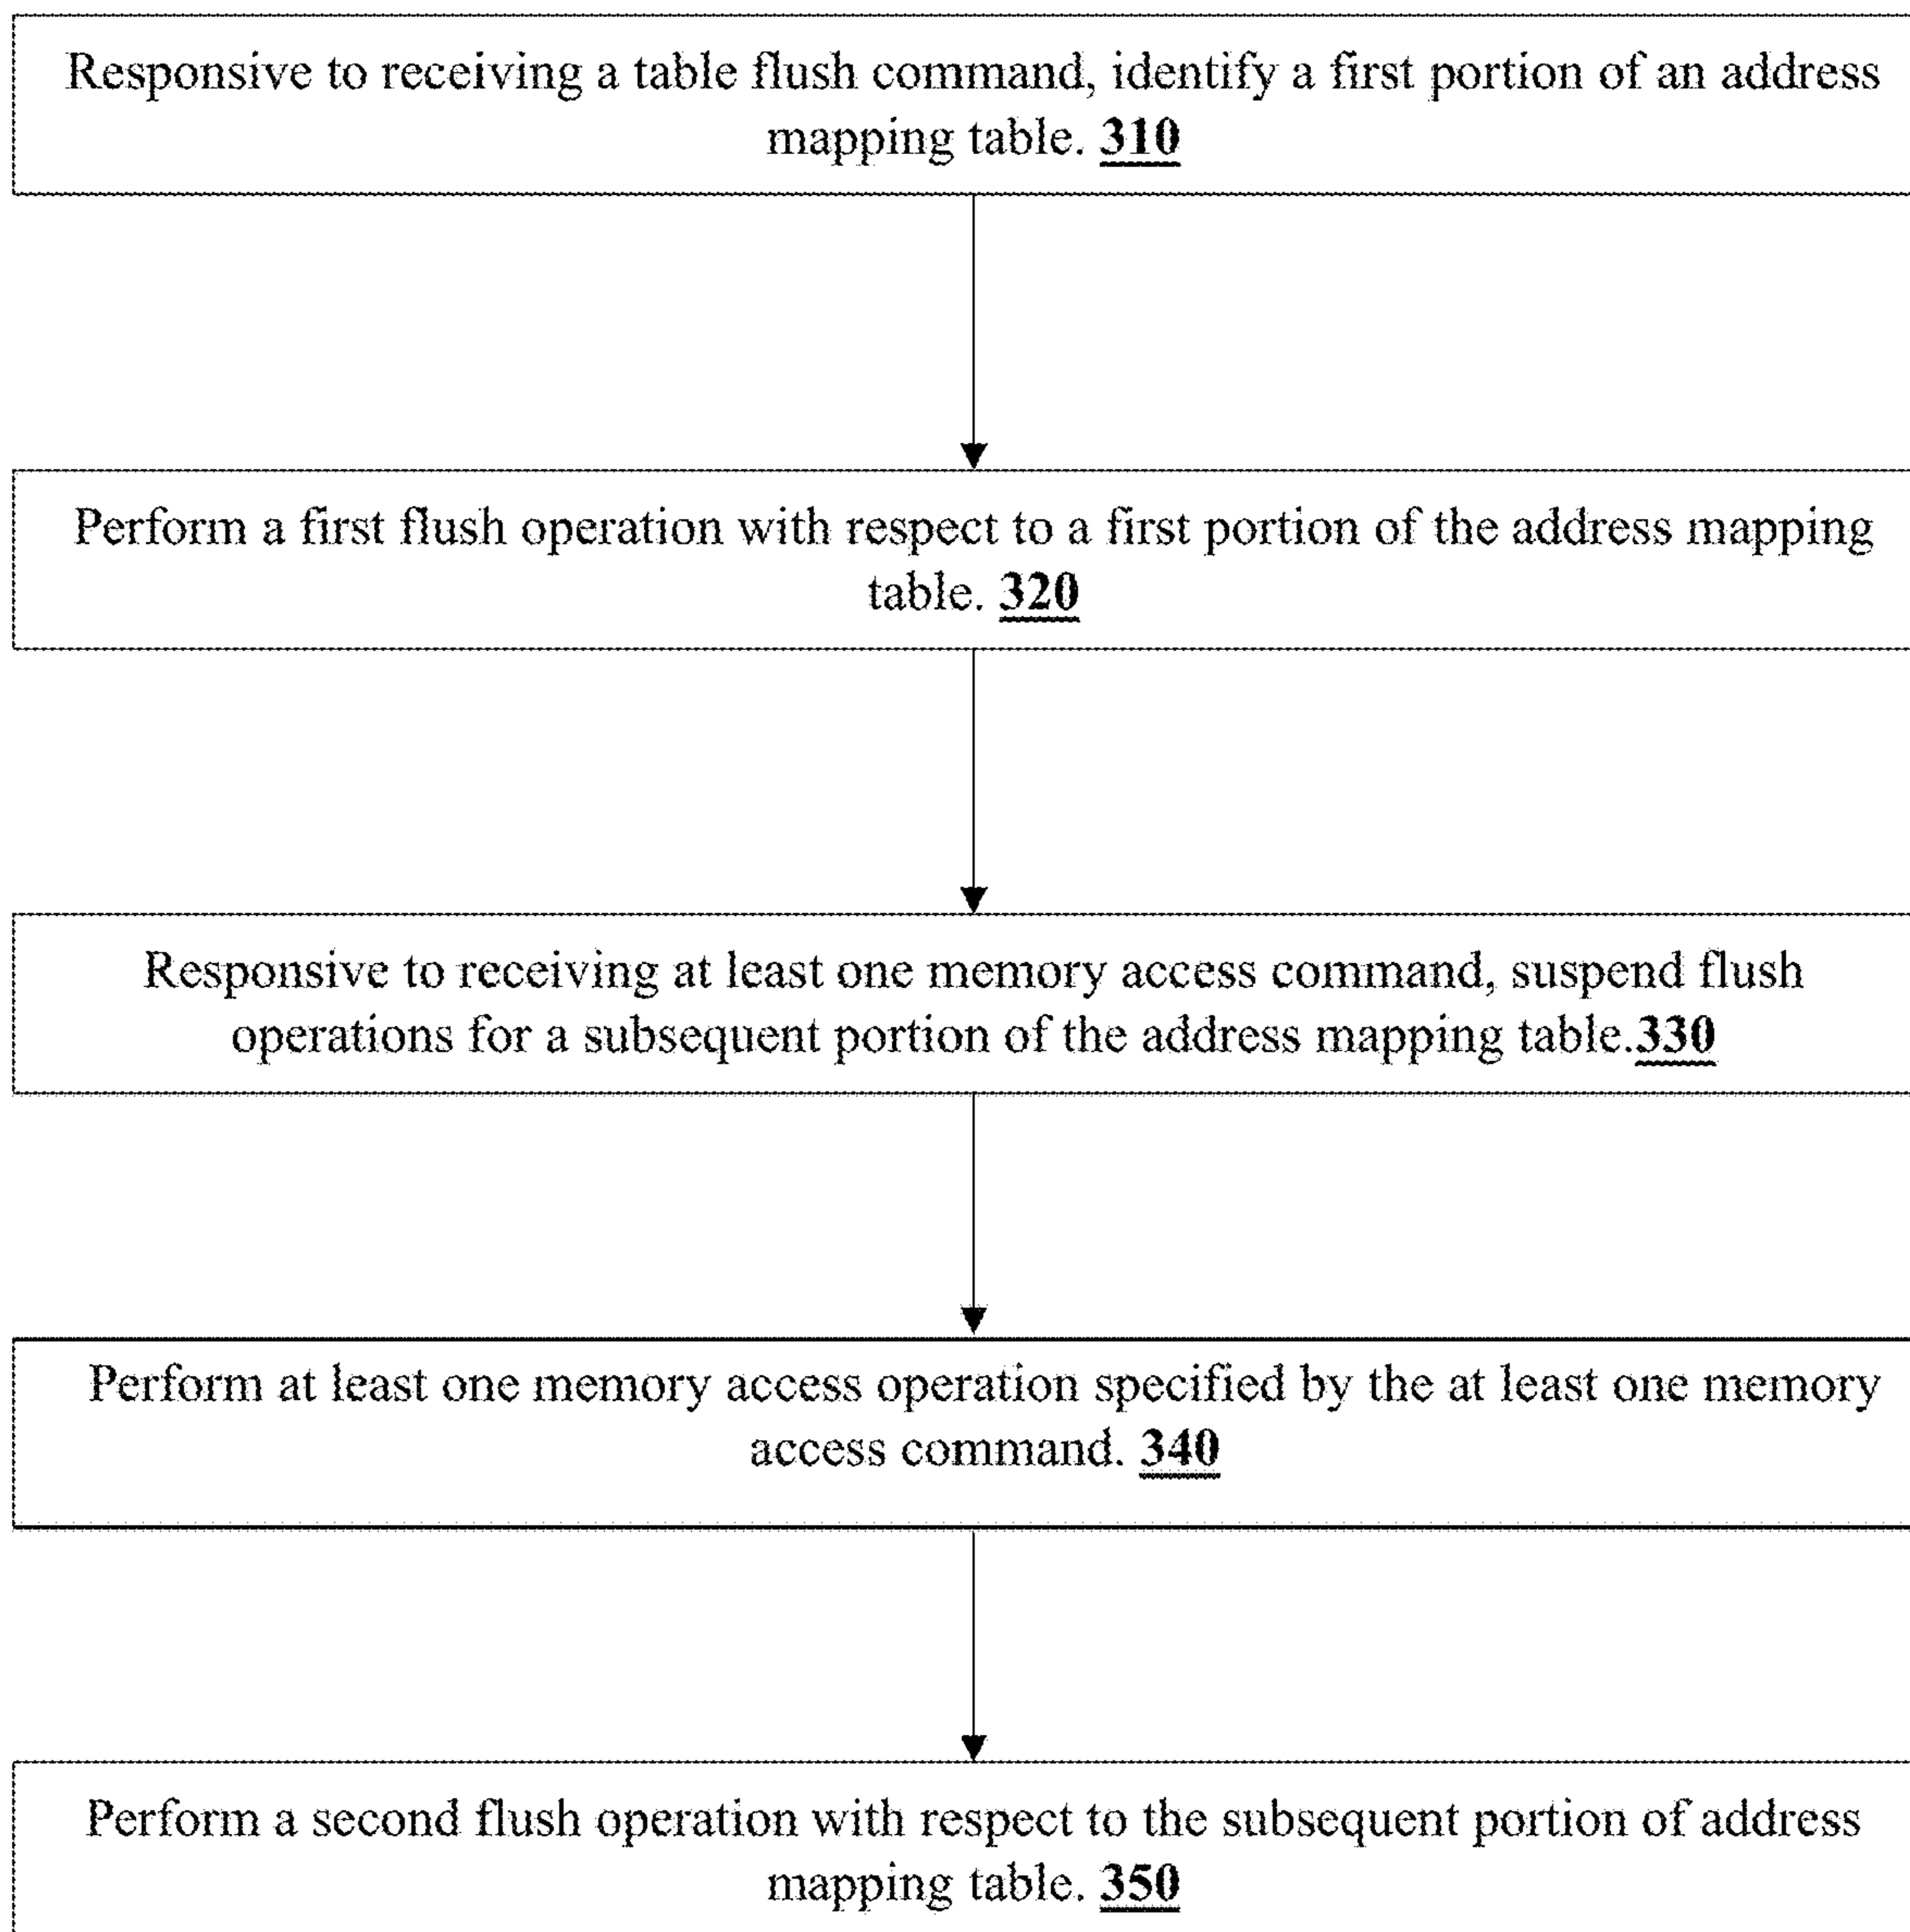 Responsive to receiving a table flush command, identify a first portion of an address
mapping table. 310
Perform a first flush operation with respect to a first portion of the address mapping
table. 320
Responsive to receiving at least one memory access command, suspend flush
operations for a subsequent portion of the address mapping table.330
Perform at least one memory access operation specified by the at least one memory
access command. 340
Perform a second flush operation with respect to the subsequent portion of address
mapping table. 350